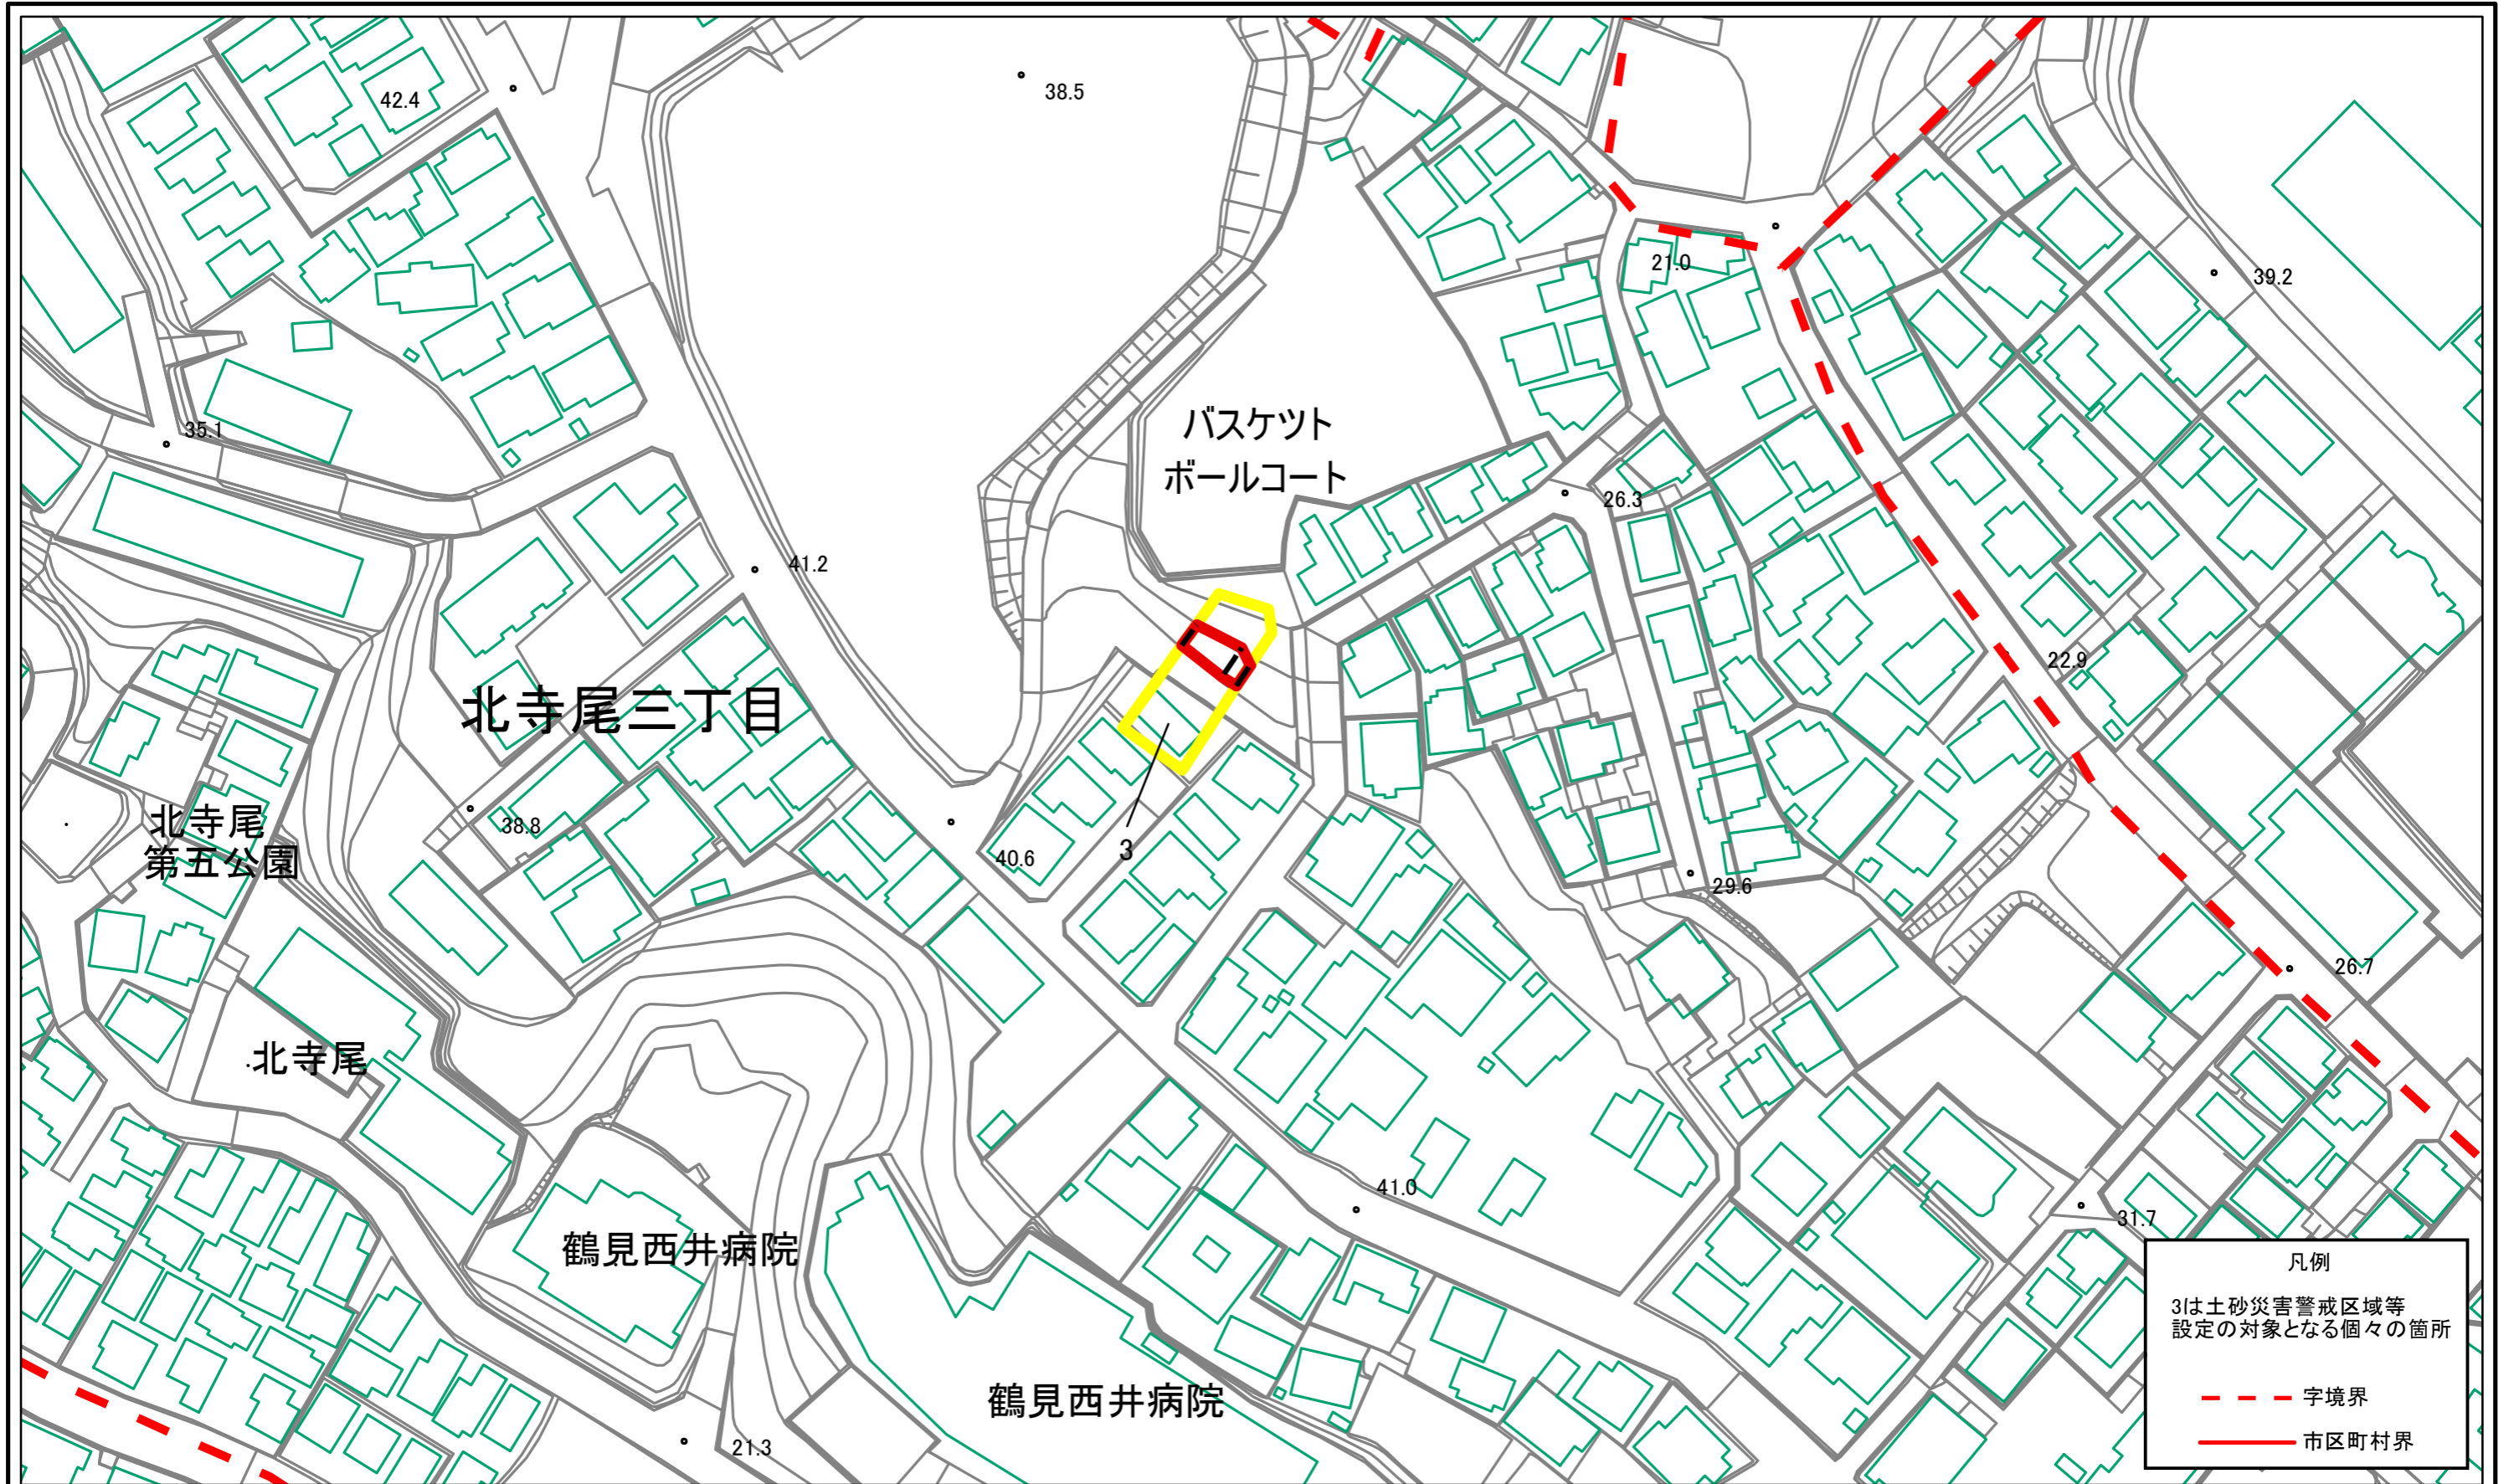 42.4
38.5
21.0
39.2
35.1
バスケツト
ボールコート
26.3
41.2
22.9
北寺尾三丁目
38.8
北寺尾
第五公園
40.6
3
29.6
26.7
北寺尾
41.0
31.7
鶴見西井病院
凡例
3は土砂災害警戒区域等
設定の対象となる個々の箇所
字境界
市区町村界
鶴見西井病院
21.3